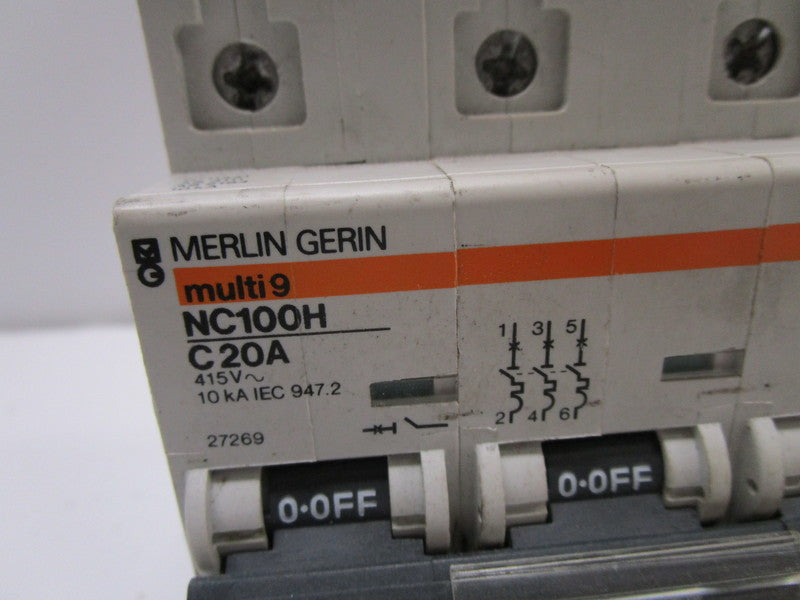 MERLIN GERIN
multi 9
NC100H
C20A
415V~
10 kA IEC 947.2
27269
1 3 5
2 4 6
0·OFF 0·OFF